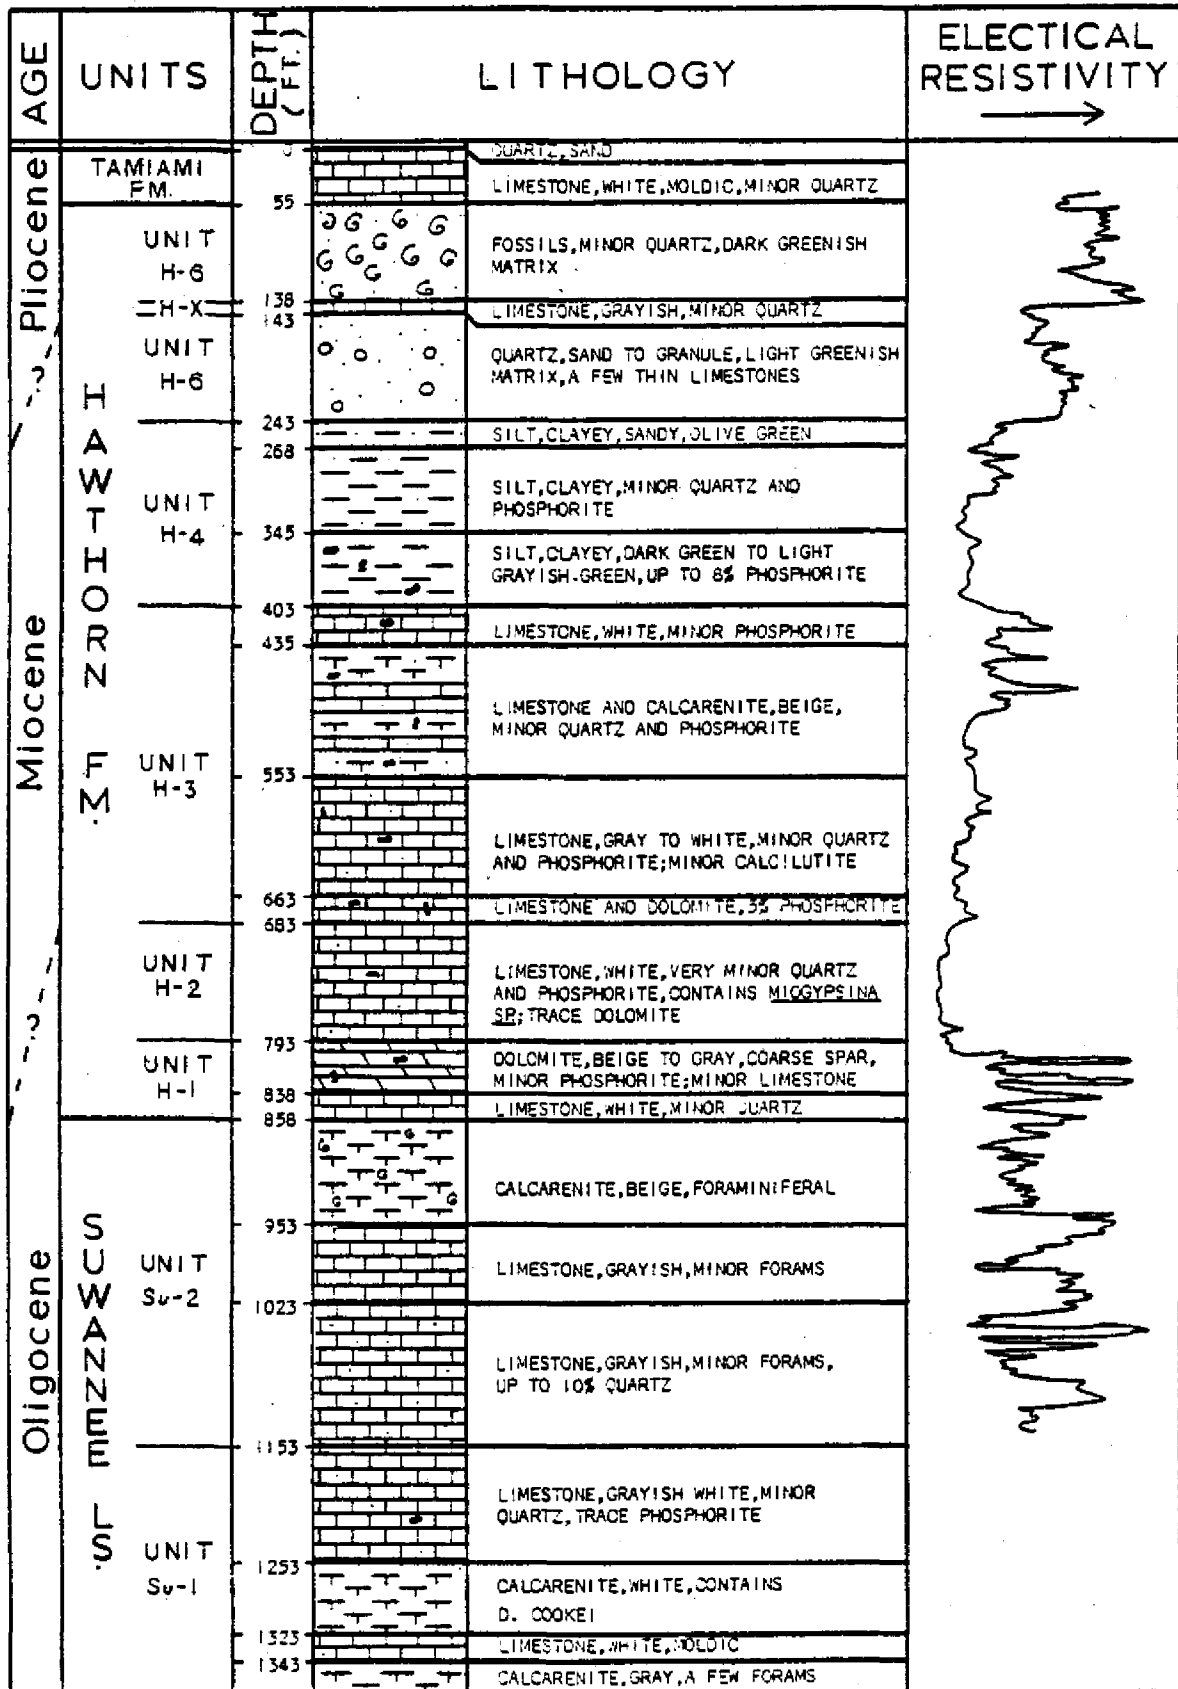 AGE
UNITS
DEPTH
(FT.)
LITHOLOGY
ELECTICAL
RESISTIVITY
Pliocene
-?-
Miocene
-?-
Oligocene
TAMIAMI
FM.
HAWTHORN FM.
UNIT
H-6
H-X
UNIT
H-6
UNIT
H-4
UNIT
H-3
UNIT
H-2
UNIT
H-1
SUWANNEE LS.
UNIT
Su-2
UNIT
Su-1
0
55
138
143
243
268
345
403
435
553
663
683
793
838
858
953
1023
1153
1253
1323
1343
QUARTZ,SAND
LIMESTONE,WHITE,MOLDIC,MINOR QUARTZ
FOSSILS,MINOR QUARTZ,DARK GREENISH
MATRIX
LIMESTONE,GRAYISH,MINOR QUARTZ
QUARTZ,SAND TO GRANULE,LIGHT GREENISH
MATRIX,A FEW THIN LIMESTONES
SILT,CLAYEY,SANDY,OLIVE GREEN
SILT,CLAYEY,MINOR QUARTZ AND
PHOSPHORITE
SILT,CLAYEY,DARK GREEN TO LIGHT
GRAYISH-GREEN,UP TO 8% PHOSPHORITE
LIMESTONE,WHITE,MINOR PHOSPHORITE
LIMESTONE AND CALCARENITE,BEIGE,
MINOR QUARTZ AND PHOSPHORITE
LIMESTONE,GRAY TO WHITE,MINOR QUARTZ
AND PHOSPHORITE;MINOR CALCILUTITE
LIMESTONE AND DOLOMITE,3% PHOSPHORITE
LIMESTONE,WHITE,VERY MINOR QUARTZ
AND PHOSPHORITE,CONTAINS MIOGYPSINA
SP;TRACE DOLOMITE
DOLOMITE,BEIGE TO GRAY,COARSE SPAR,
MINOR PHOSPHORITE;MINOR LIMESTONE
LIMESTONE,WHITE,MINOR QUARTZ
CALCARENITE,BEIGE,FORAMINIFERAL
LIMESTONE,GRAYISH,MINOR FORAMS
LIMESTONE,GRAYISH,MINOR FORAMS,
UP TO 10% QUARTZ
LIMESTONE,GRAYISH WHITE,MINOR
QUARTZ,TRACE PHOSPHORITE
CALCARENITE,WHITE,CONTAINS
D. COOKEI
LIMESTONE,WHITE,MOLDIC
CALCARENITE,GRAY,A FEW FORAMS